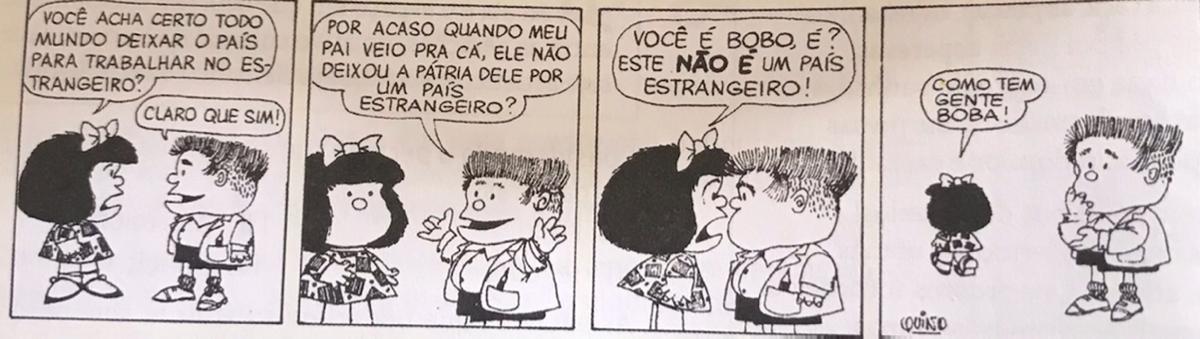 VOCÊ ACHA CERTO TODO
MUNDO DEIXAR O PAÍS
PARA TRABALHAR NO ES-
TRANGEIRO?
CLARO QUE SIM!
POR ACASO QUANDO MEU
PAI VEIO PRA CÁ, ELE NÃO
DEIXOU A PÁTRIA DELE POR
UM PAÍS
ESTRANGEIRO?
VOCÊ É BOBO, É?
ESTE NÃO É UM PAÍS
ESTRANGEIRO!
COMO TEM
GENTE
BOBA!
QUINO